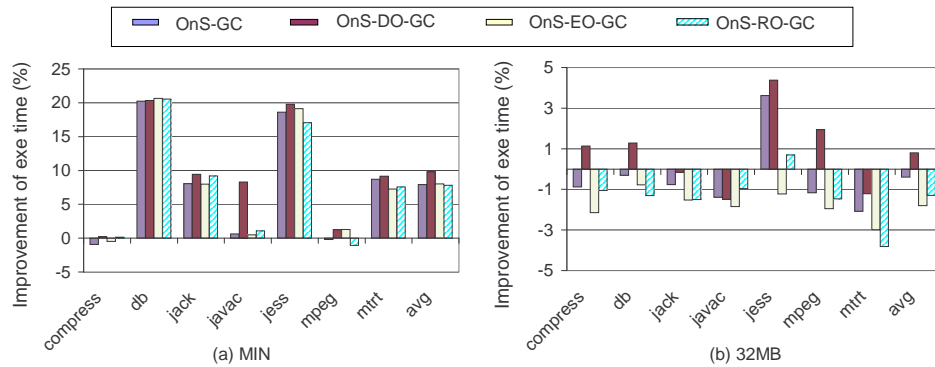 OnS-GC OnS-DO-GC OnS-EO-GC OnS-RO-GC
Improvement of exe time (%)
25
20
15
10
5
0
-5
compress db jack javac jess mpeg mtrt avg
(a) MIN
Improvement of exe time (%)
5
3
1
-1
-3
-5
compress db jack javac jess mpeg mtrt avg
(b) 32MB